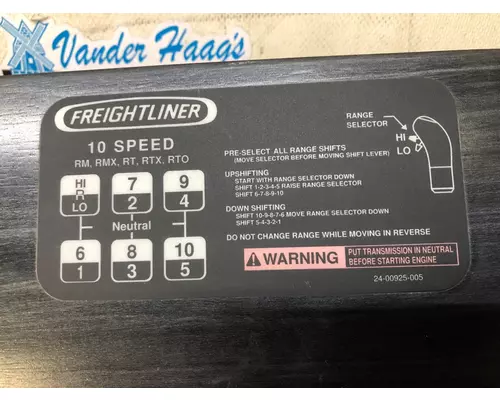 Vander Haag's
FREIGHTLINER
10 SPEED
RM, RMX, RT, RTX, RTO
HI
R
LO
7
2
9
4
Neutral
6
1
8
3
10
5
RANGE
SELECTOR
HI
LO
PRE-SELECT ALL RANGE SHIFTS
(MOVE SELECTOR BEFORE MOVING SHIFT LEVER)
UPSHIFTING
START WITH RANGE SELECTOR DOWN
SHIFT 1-2-3-4-5 RAISE RANGE SELECTOR
SHIFT 6-7-8-9-10
DOWN SHIFTING
SHIFT 10-9-8-7-6 MOVE RANGE SELECTOR DOWN
SHIFT 5-4-3-2-1
DO NOT CHANGE RANGE WHILE MOVING IN REVERSE
WARNING
PUT TRANSMISSION IN NEUTRAL
BEFORE STARTING ENGINE
24-00925-005